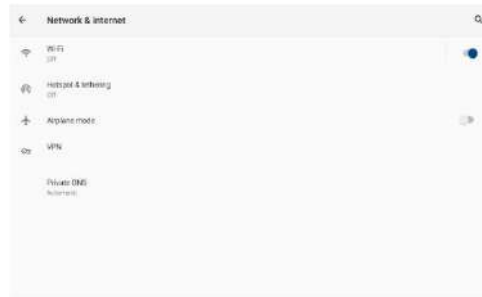 Network & internet
Wi-Fi
Off
Hotspot & tethering
Off
Airplane mode
VPN
Private DNS
Automatic